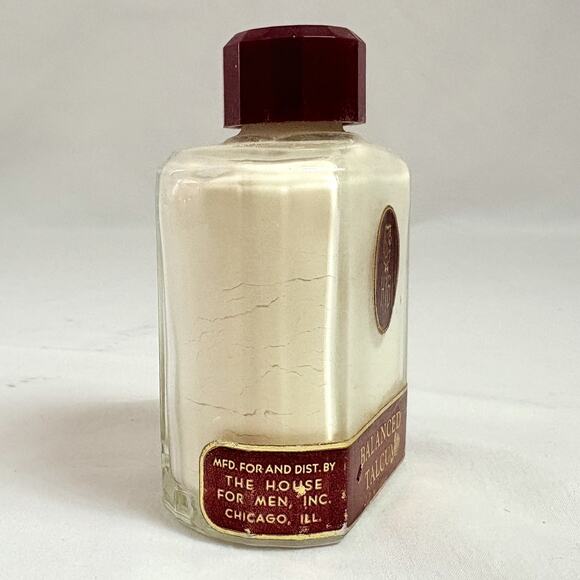 MFD. FOR AND DIST. BY
THE HOUSE
FOR MEN, INC.
CHICAGO, ILL.
BALANCED
TALCUM